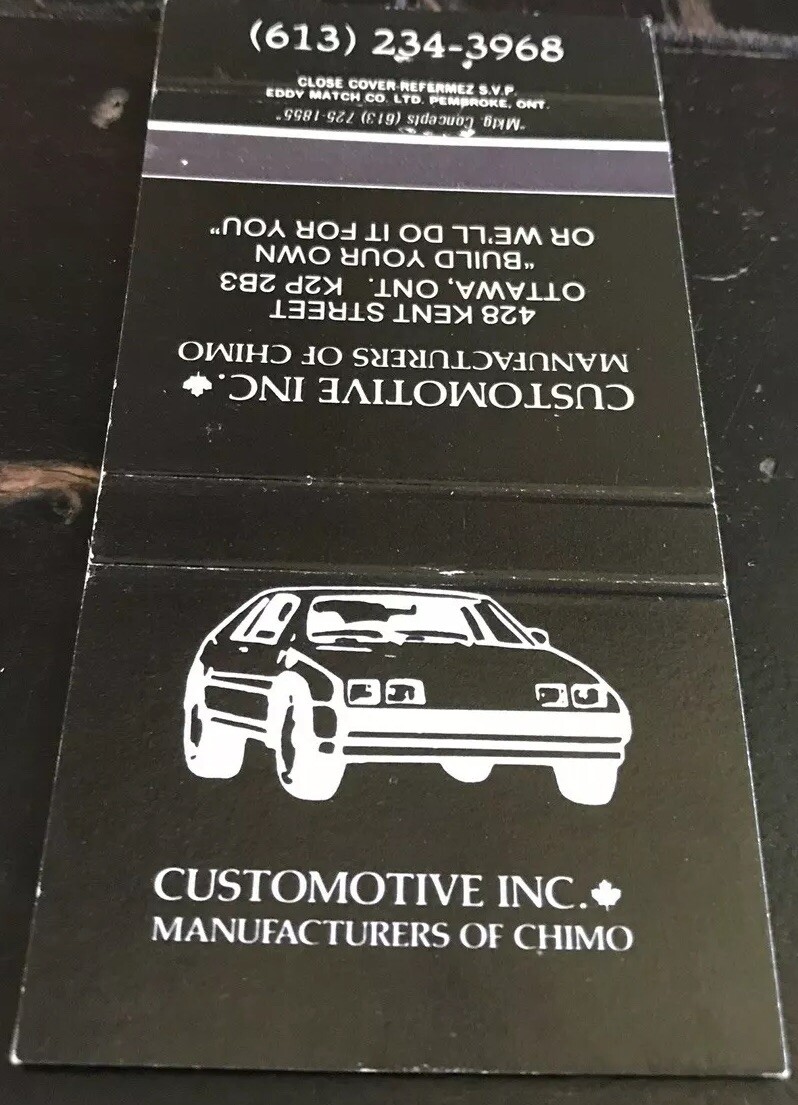 (613) 234-3968
CLOSE COVER-REFERMEZ S.V.P.
EDDY MATCH CO. LTD. PEMBROKE, ONT.
"Mktg. Concepts (613) 725-1855"
CUSTOMOTIVE INC.
MANUFACTURERS OF CHIMO
428 KENT STREET
OTTAWA, ONT. K2P 2B3
"BUILD YOUR OWN
OR WE'LL DO IT FOR YOU"
CUSTOMOTIVE INC.
MANUFACTURERS OF CHIMO